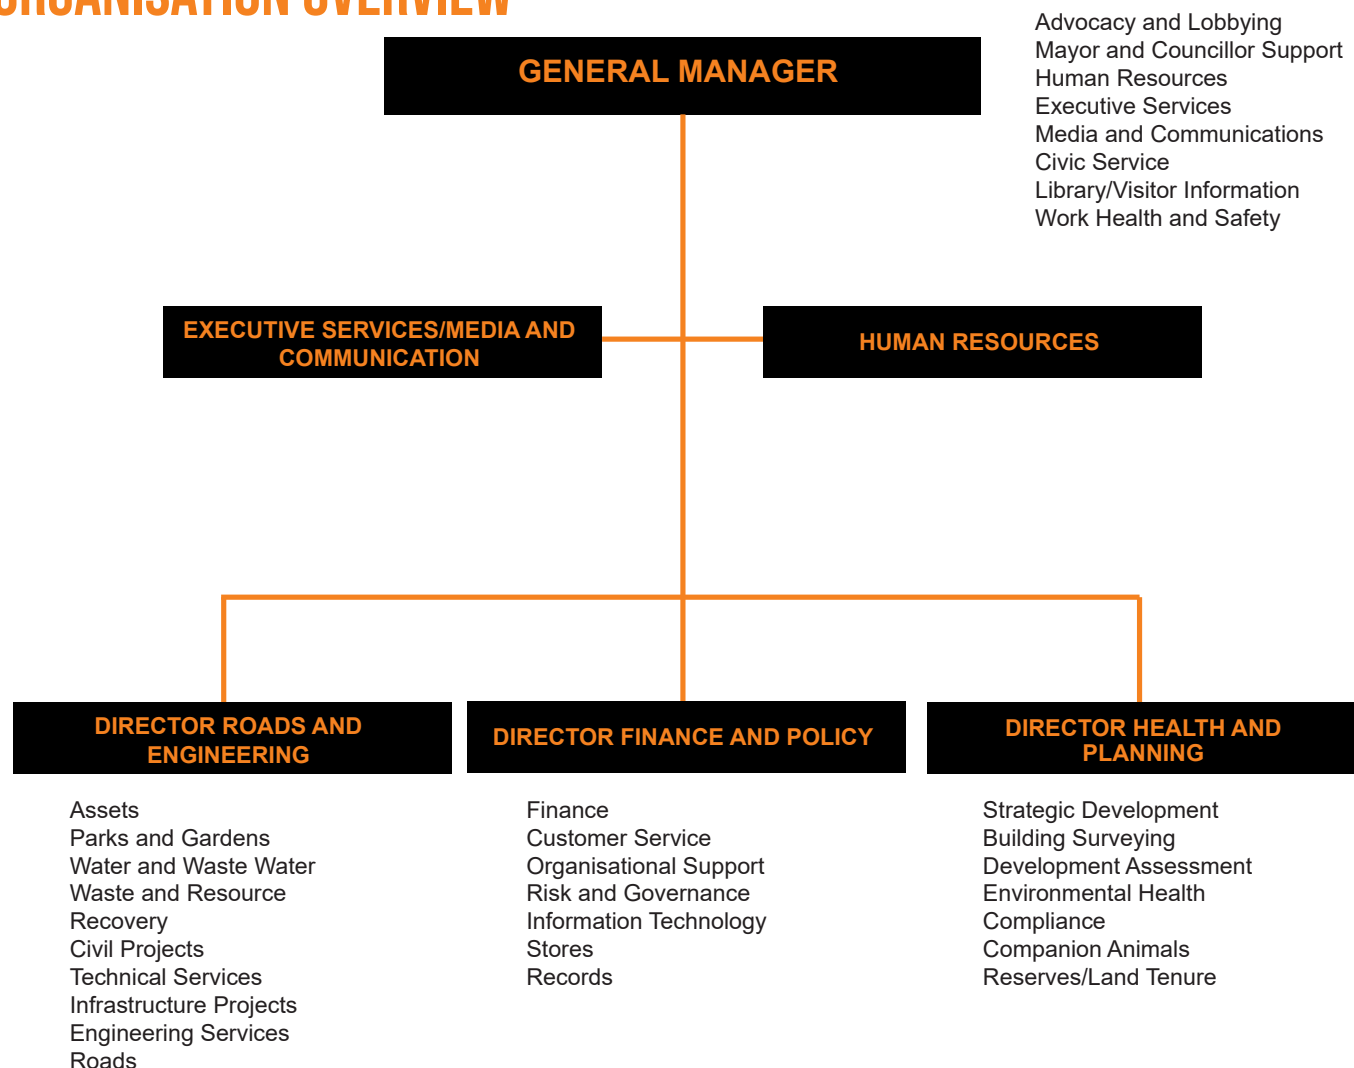 ORGANISATION OVERVIEW
GENERAL MANAGER
Advocacy and Lobbying
Mayor and Councillor Support
Human Resources
Executive Services
Media and Communications
Civic Service
Library/Visitor Information
Work Health and Safety
EXECUTIVE SERVICES/MEDIA AND
COMMUNICATION
HUMAN RESOURCES
DIRECTOR ROADS AND
ENGINEERING
Assets
Parks and Gardens
Water and Waste Water
Waste and Resource
Recovery
Civil Projects
Technical Services
Infrastructure Projects
Engineering Services
Roads
DIRECTOR FINANCE AND POLICY
Finance
Customer Service
Organisational Support
Risk and Governance
Information Technology
Stores
Records
DIRECTOR HEALTH AND
PLANNING
Strategic Development
Building Surveying
Development Assessment
Environmental Health
Compliance
Companion Animals
Reserves/Land Tenure